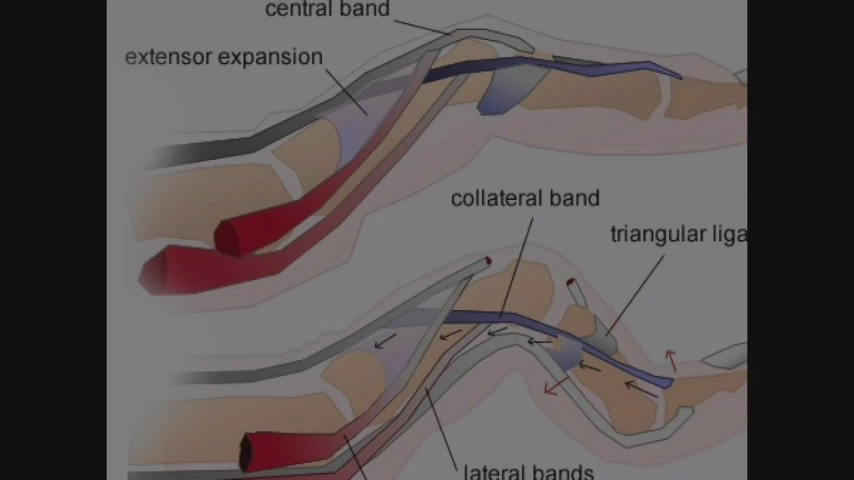 central band
extensor expansion
collateral band
triangular liga
lateral bands